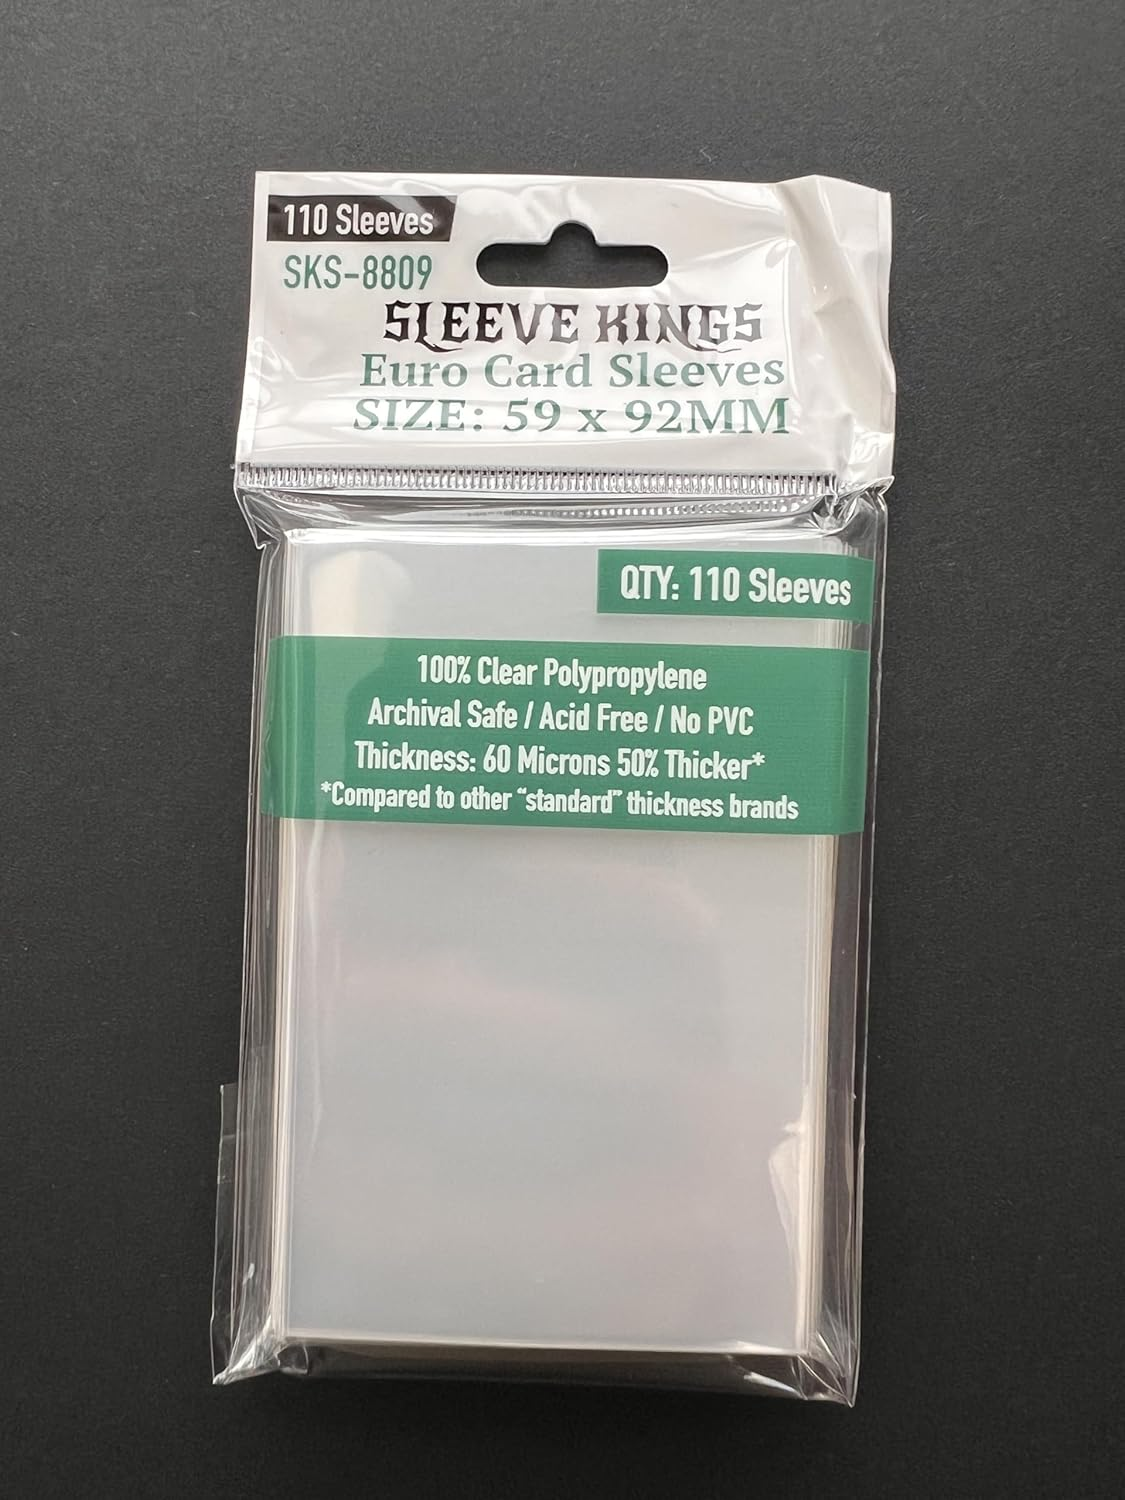 110 Sleeves
SKS-8809
SLEEVE KINGS
Euro Card Sleeves
SIZE: 59 x 92MM
QTY: 110 Sleeves
100% Clear Polypropylene
Archival Safe / Acid Free / No PVC
Thickness: 60 Microns 50% Thicker*
*Compared to other “standard” thickness brands